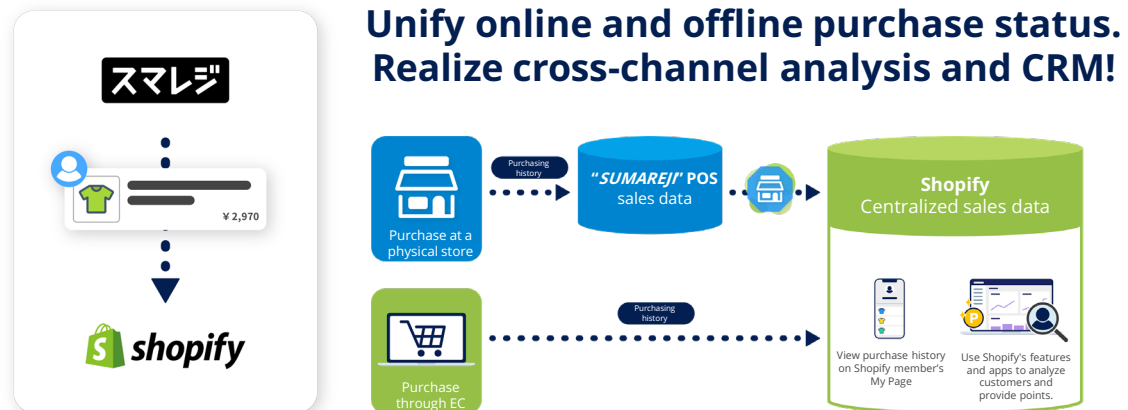 スマレジ
¥ 2,970
shopify
Unify online and offline purchase status.
Realize cross-channel analysis and CRM!
Purchase at a
physical store
Purchasing
history
"SUMAREJI" POS
sales data
Shopify
Centralized sales data
Purchase
through EC
Purchasing
history
View purchase history
on Shopify member's
My Page
P
Use Shopify's features
and apps to analyze
customers and
provide points.